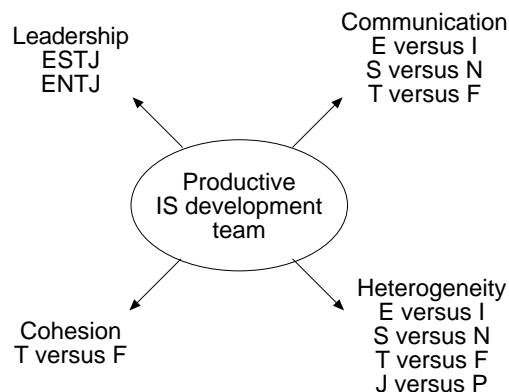 Leadership
ESTJ
ENTJ
Communication
E versus I
S versus N
T versus F
Productive
IS development
team
Cohesion
T versus F
Heterogeneity
E versus I
S versus N
T versus F
J versus P